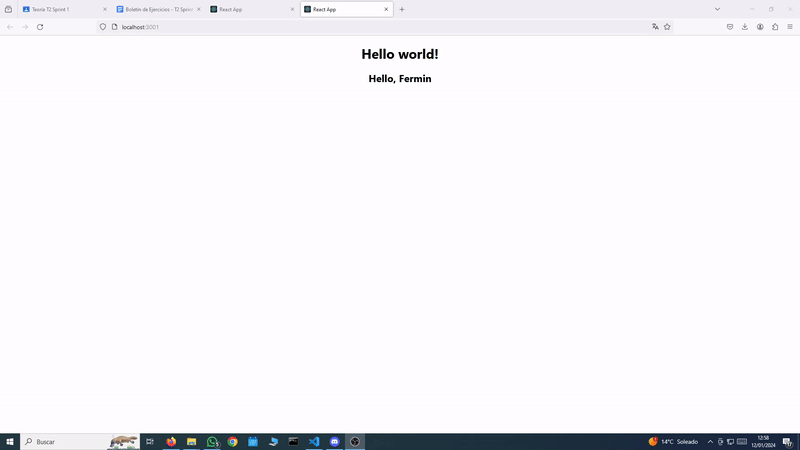 Teoría T2 Sprint 1
Boletín de Ejercicios - T2 Sprint
React App
React App
localhost:3001
Hello world!
Hello, Fermin
Buscar
14°C Soleado
12:58
12/01/2024